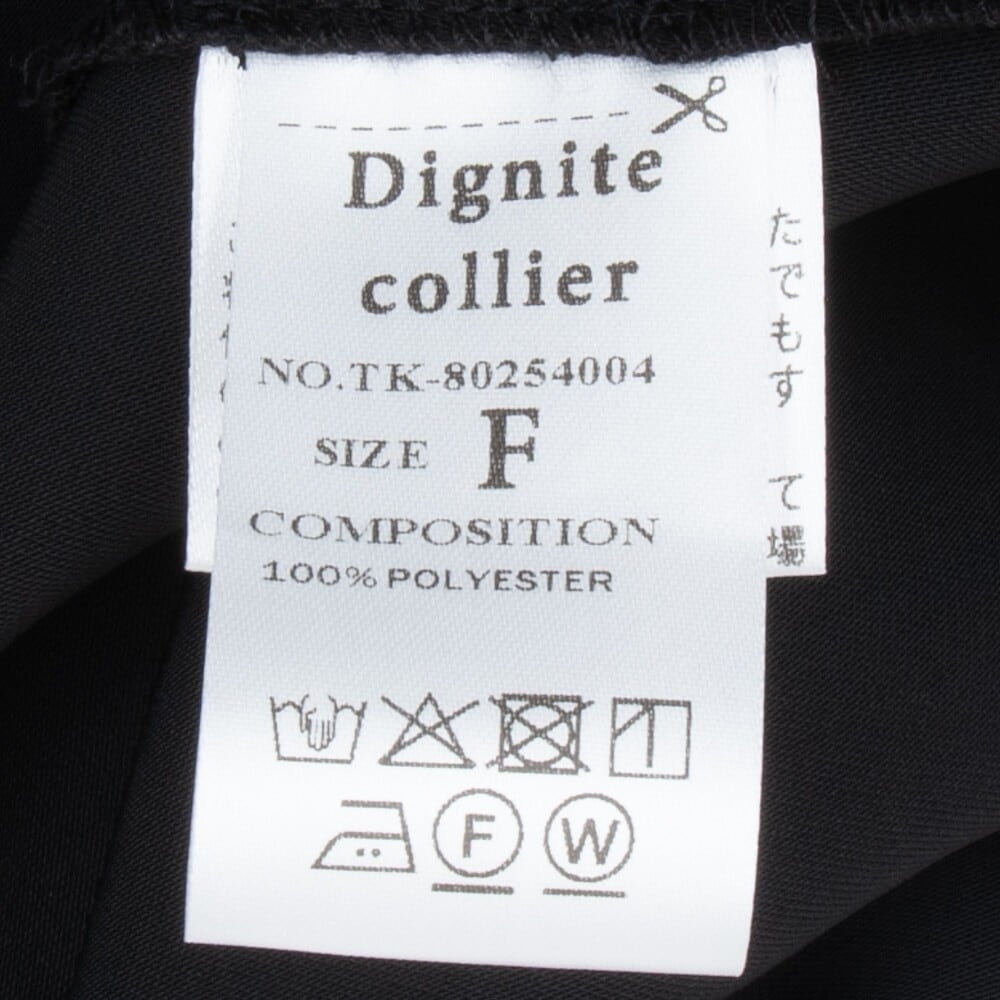 Dignite
collier
NO.TK-80254004
SIZE F
COMPOSITION
100% POLYESTER
F W
たでもす
て